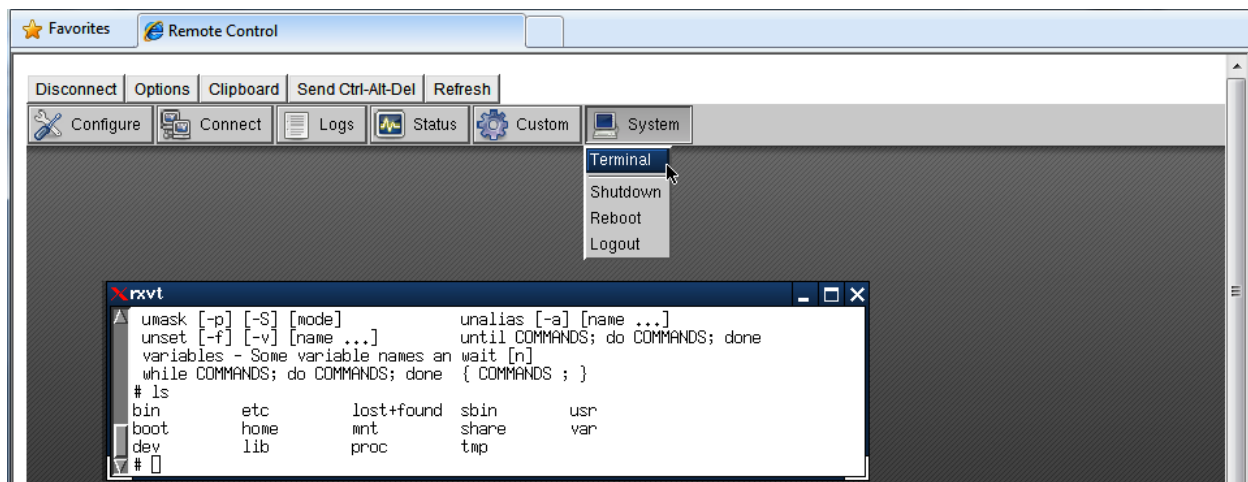 Favorites Remote Control
Disconnect Options Clipboard Send Ctrl-Alt-Del Refresh
Configure Connect Logs Status Custom System
Terminal
Shutdown
Reboot
Logout
rxvt
umask [-p] [-S] [mode] unalias [-a] [name ...]
unset [-f] [-v] [name ...] until COMMANDS; do COMMANDS; done
variables - Some variable names an wait [n]
while COMMANDS; do COMMANDS; done { COMMANDS ; }
# ls
bin etc lost+found sbin usr
boot home mnt share var
dev lib proc tmp
#